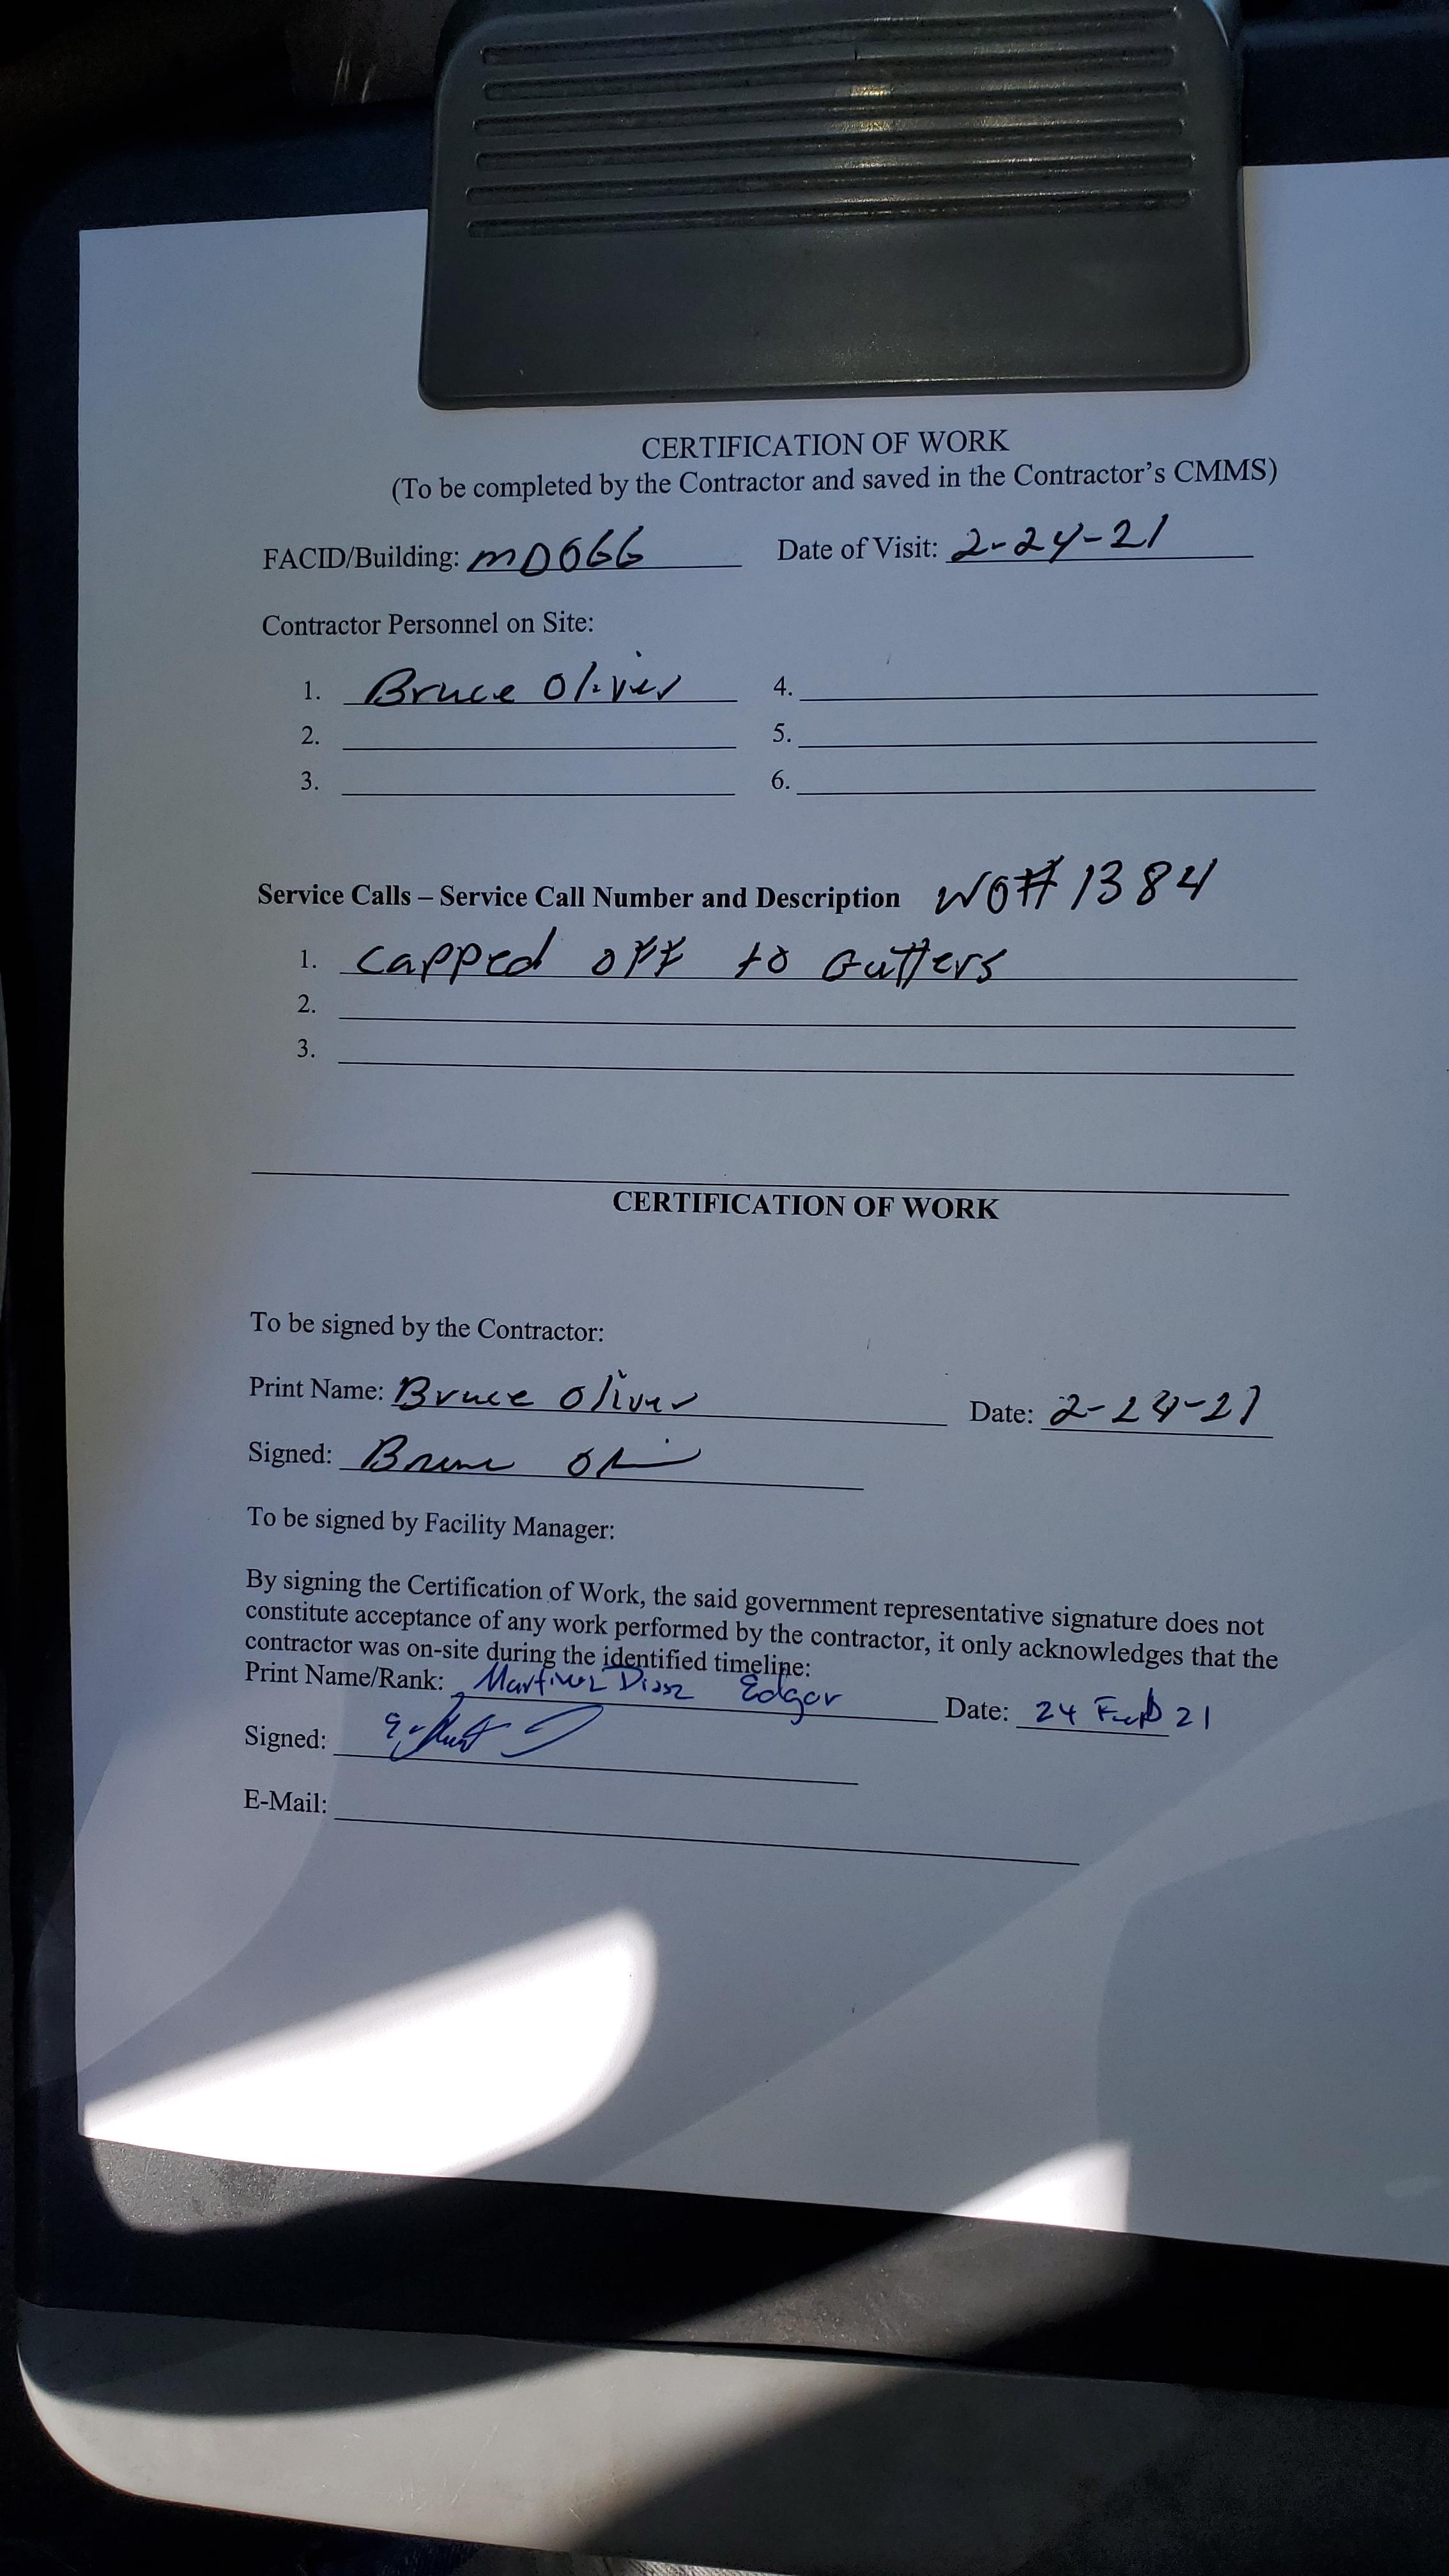 CERTIFICATION OF WORK
(To be completed by the Contractor and saved in the Contractor's CMMS)
FACID/Building: MD066 Date of Visit: 2-24-21
Contractor Personnel on Site:
1. Bruce Oliver 4.
2. 5.
3. 6.
Service Calls – Service Call Number and Description WO# 1384
1. Capped off to Gutters
2.
3.
CERTIFICATION OF WORK
To be signed by the Contractor:
Print Name: Bruce Oliver Date: 2-24-21
Signed: Bruce
To be signed by Facility Manager:
By signing the Certification of Work, the said government representative signature does not
constitute acceptance of any work performed by the contractor, it only acknowledges that the
contractor was on-site during the identified timeline:
Print Name/Rank: Martinez Diaz Edgar Date: 24 Feb 21
Signed:
E-Mail: